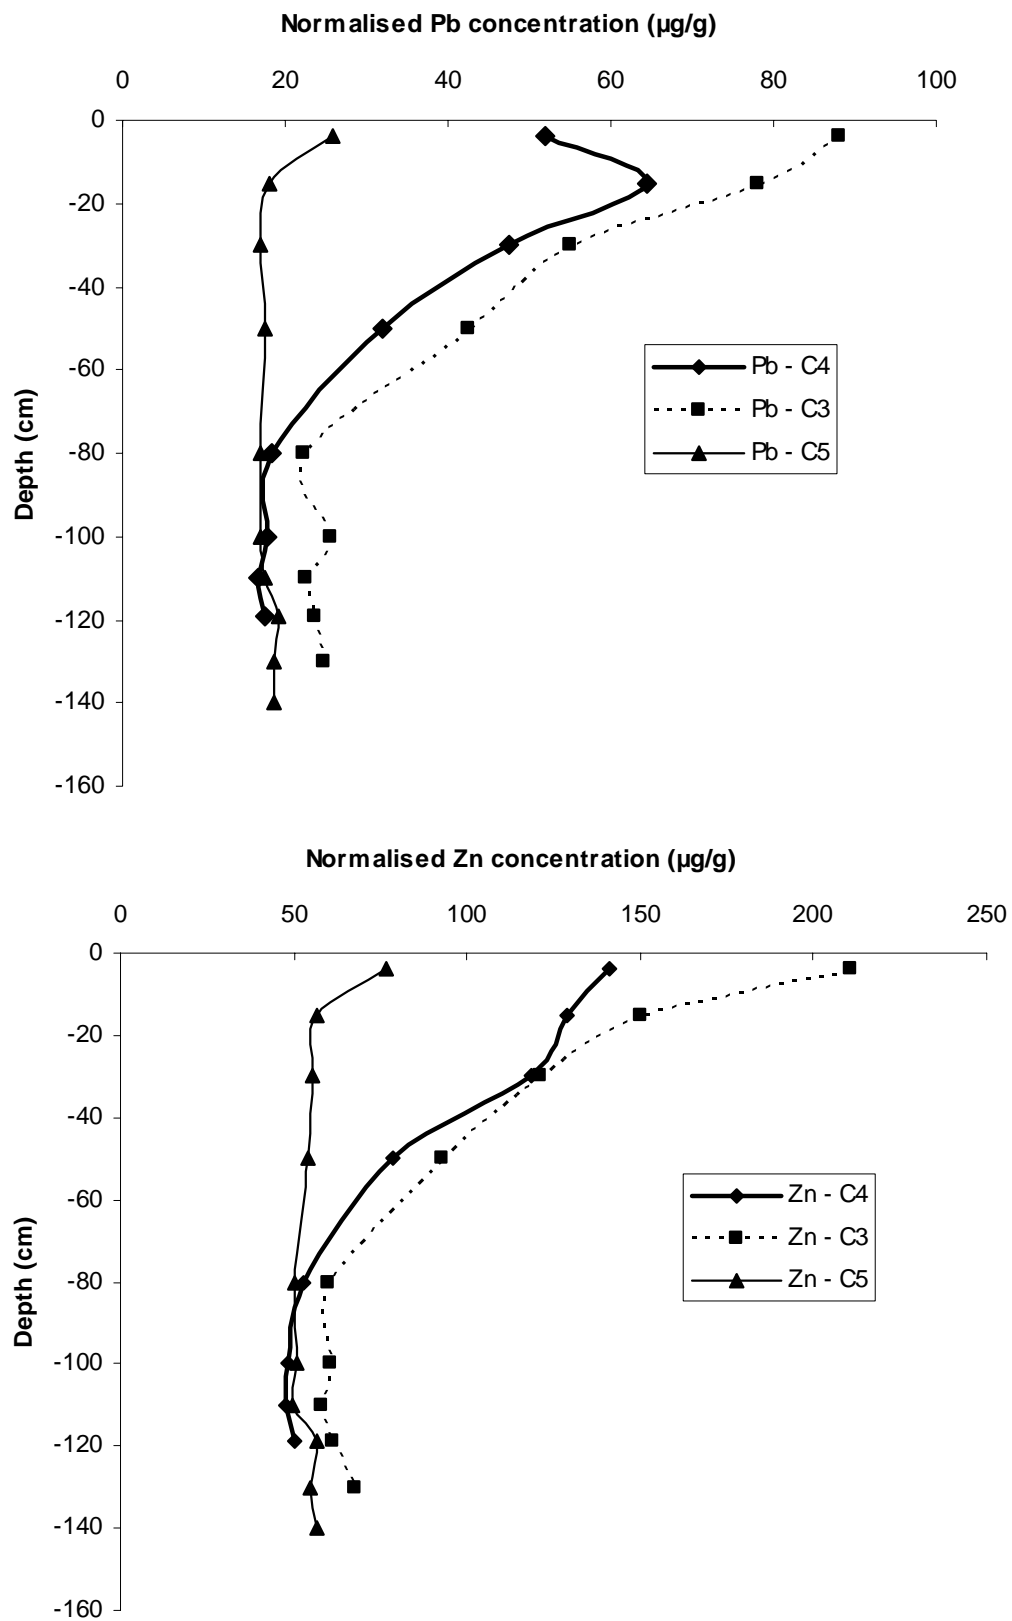 Normalised Pb concentration (µg/g)
0 20 40 60 80 100
0
-20
-40
-60
-80
-100
-120
-140
-160
Depth (cm)
Pb - C4
Pb - C3
Pb - C5
Normalised Zn concentration (µg/g)
0 50 100 150 200 250
0
-20
-40
-60
-80
-100
-120
-140
-160
Depth (cm)
Zn - C4
Zn - C3
Zn - C5